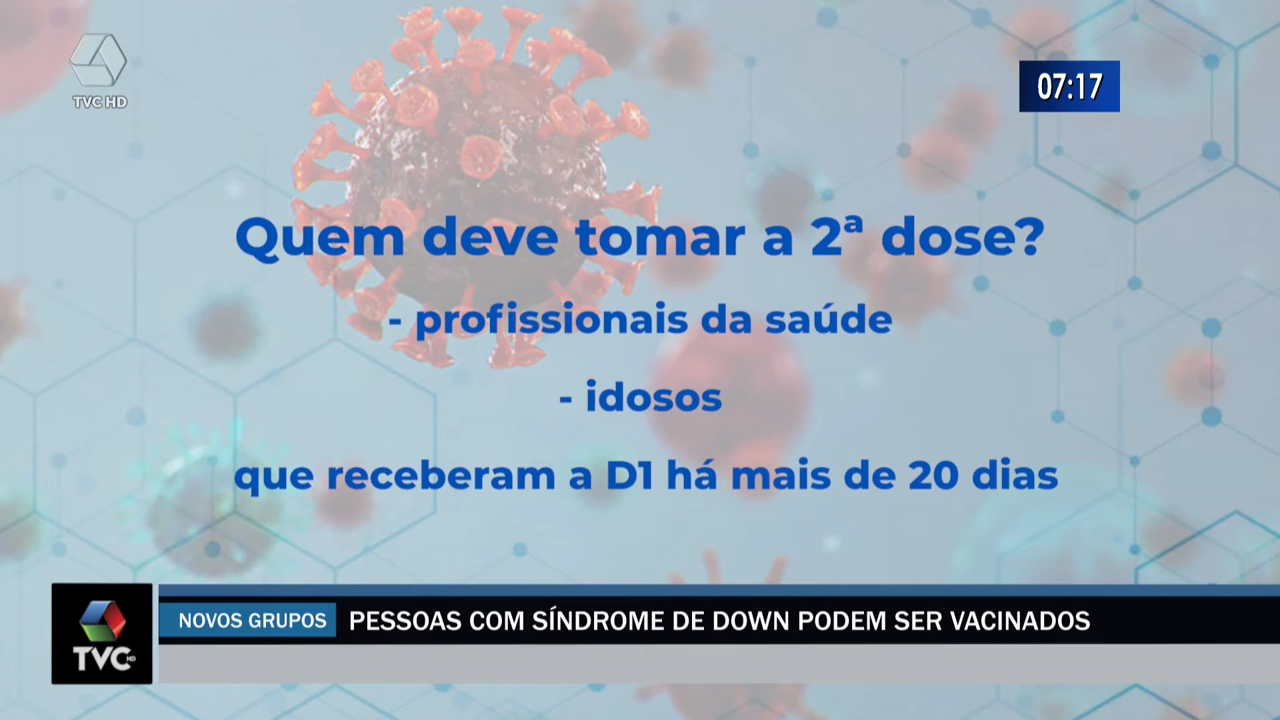 TVC HD
07:17
Quem deve tomar a 2ª dose?
- profissionais da saúde
- idosos
que receberam a D1 há mais de 20 dias
NOVOS GRUPOS
PESSOAS COM SÍNDROME DE DOWN PODEM SER VACINADOS
TVC HD